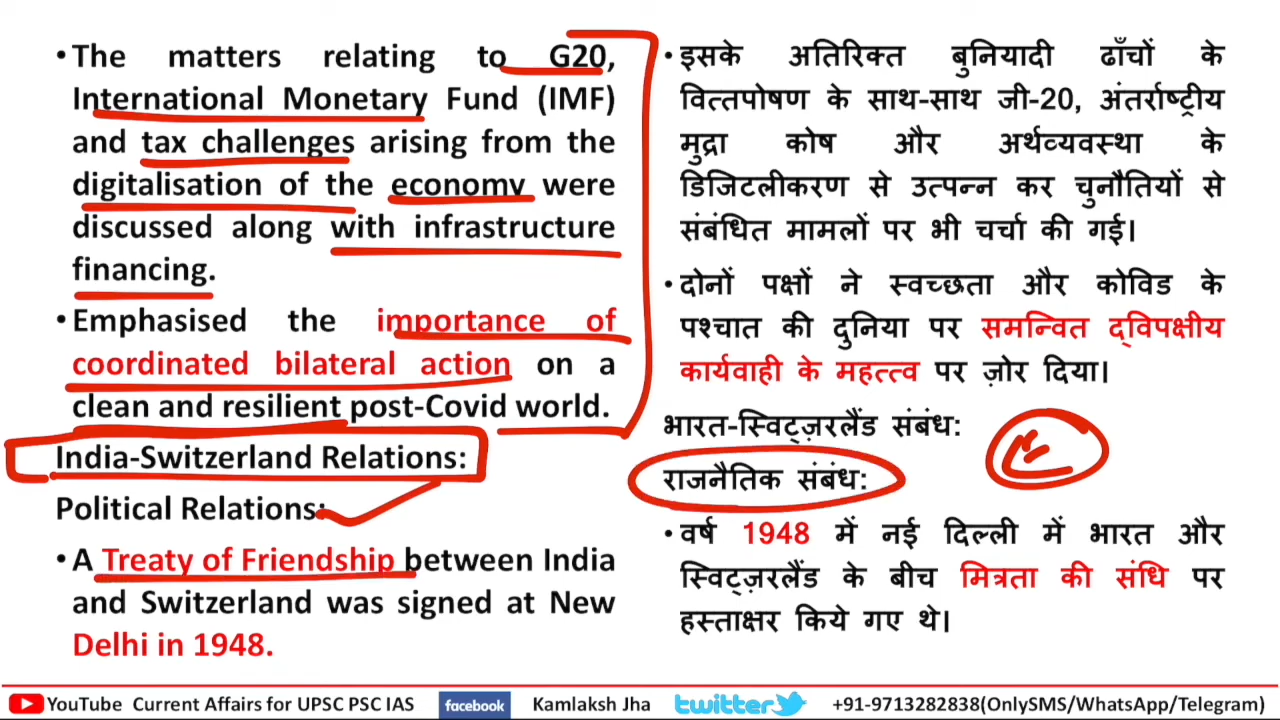 • The matters relating to G20,
International Monetary Fund (IMF)
and tax challenges arising from the
digitalisation of the economy were
discussed along with infrastructure
financing.
• Emphasised the importance of
coordinated bilateral action on a
clean and resilient post-Covid world.
India-Switzerland Relations:
Political Relations:
• A Treaty of Friendship between India
and Switzerland was signed at New
Delhi in 1948.
• इसके अतिरिक्त बुनियादी ढाँचों के
वित्तपोषण के साथ-साथ जी-20, अंतर्राष्ट्रीय
मुद्रा कोष और अर्थव्यवस्था के
डिजिटलीकरण से उत्पन्न कर चुनौतियों से
संबंधित मामलों पर भी चर्चा की गई।
• दोनों पक्षों ने स्वच्छता और कोविड के
पश्चात की दुनिया पर समन्वित द्विपक्षीय
कार्यवाही के महत्त्व पर ज़ोर दिया।
भारत-स्विट्ज़रलैंड संबंध:
राजनैतिक संबंध:
• वर्ष 1948 में नई दिल्ली में भारत और
स्विट्ज़रलैंड के बीच मित्रता की संधि पर
हस्ताक्षर किये गए थे।
YouTube Current Affairs for UPSC PSC IAS facebook Kamlaksh Jha twitter +91-9713282838(OnlySMS/WhatsApp/Telegram)